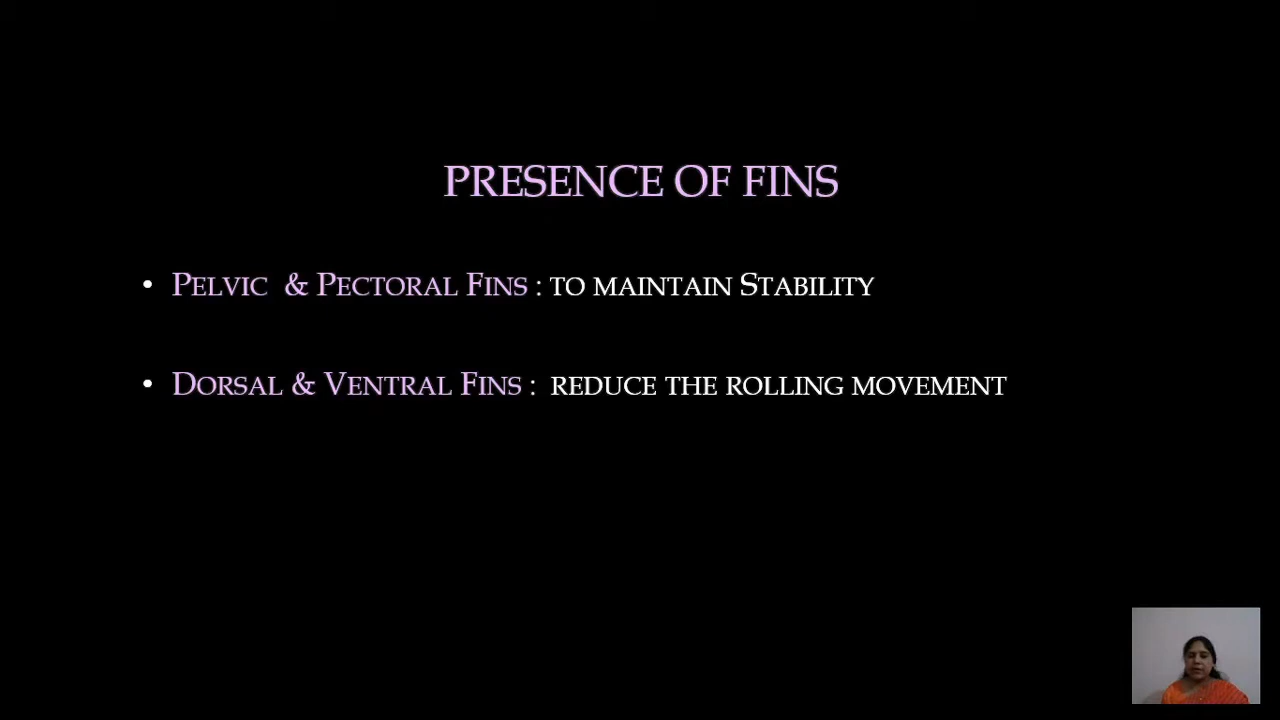 PRESENCE OF FINS
• PELVIC & PECTORAL FINS : TO MAINTAIN STABILITY
• DORSAL & VENTRAL FINS : REDUCE THE ROLLING MOVEMENT